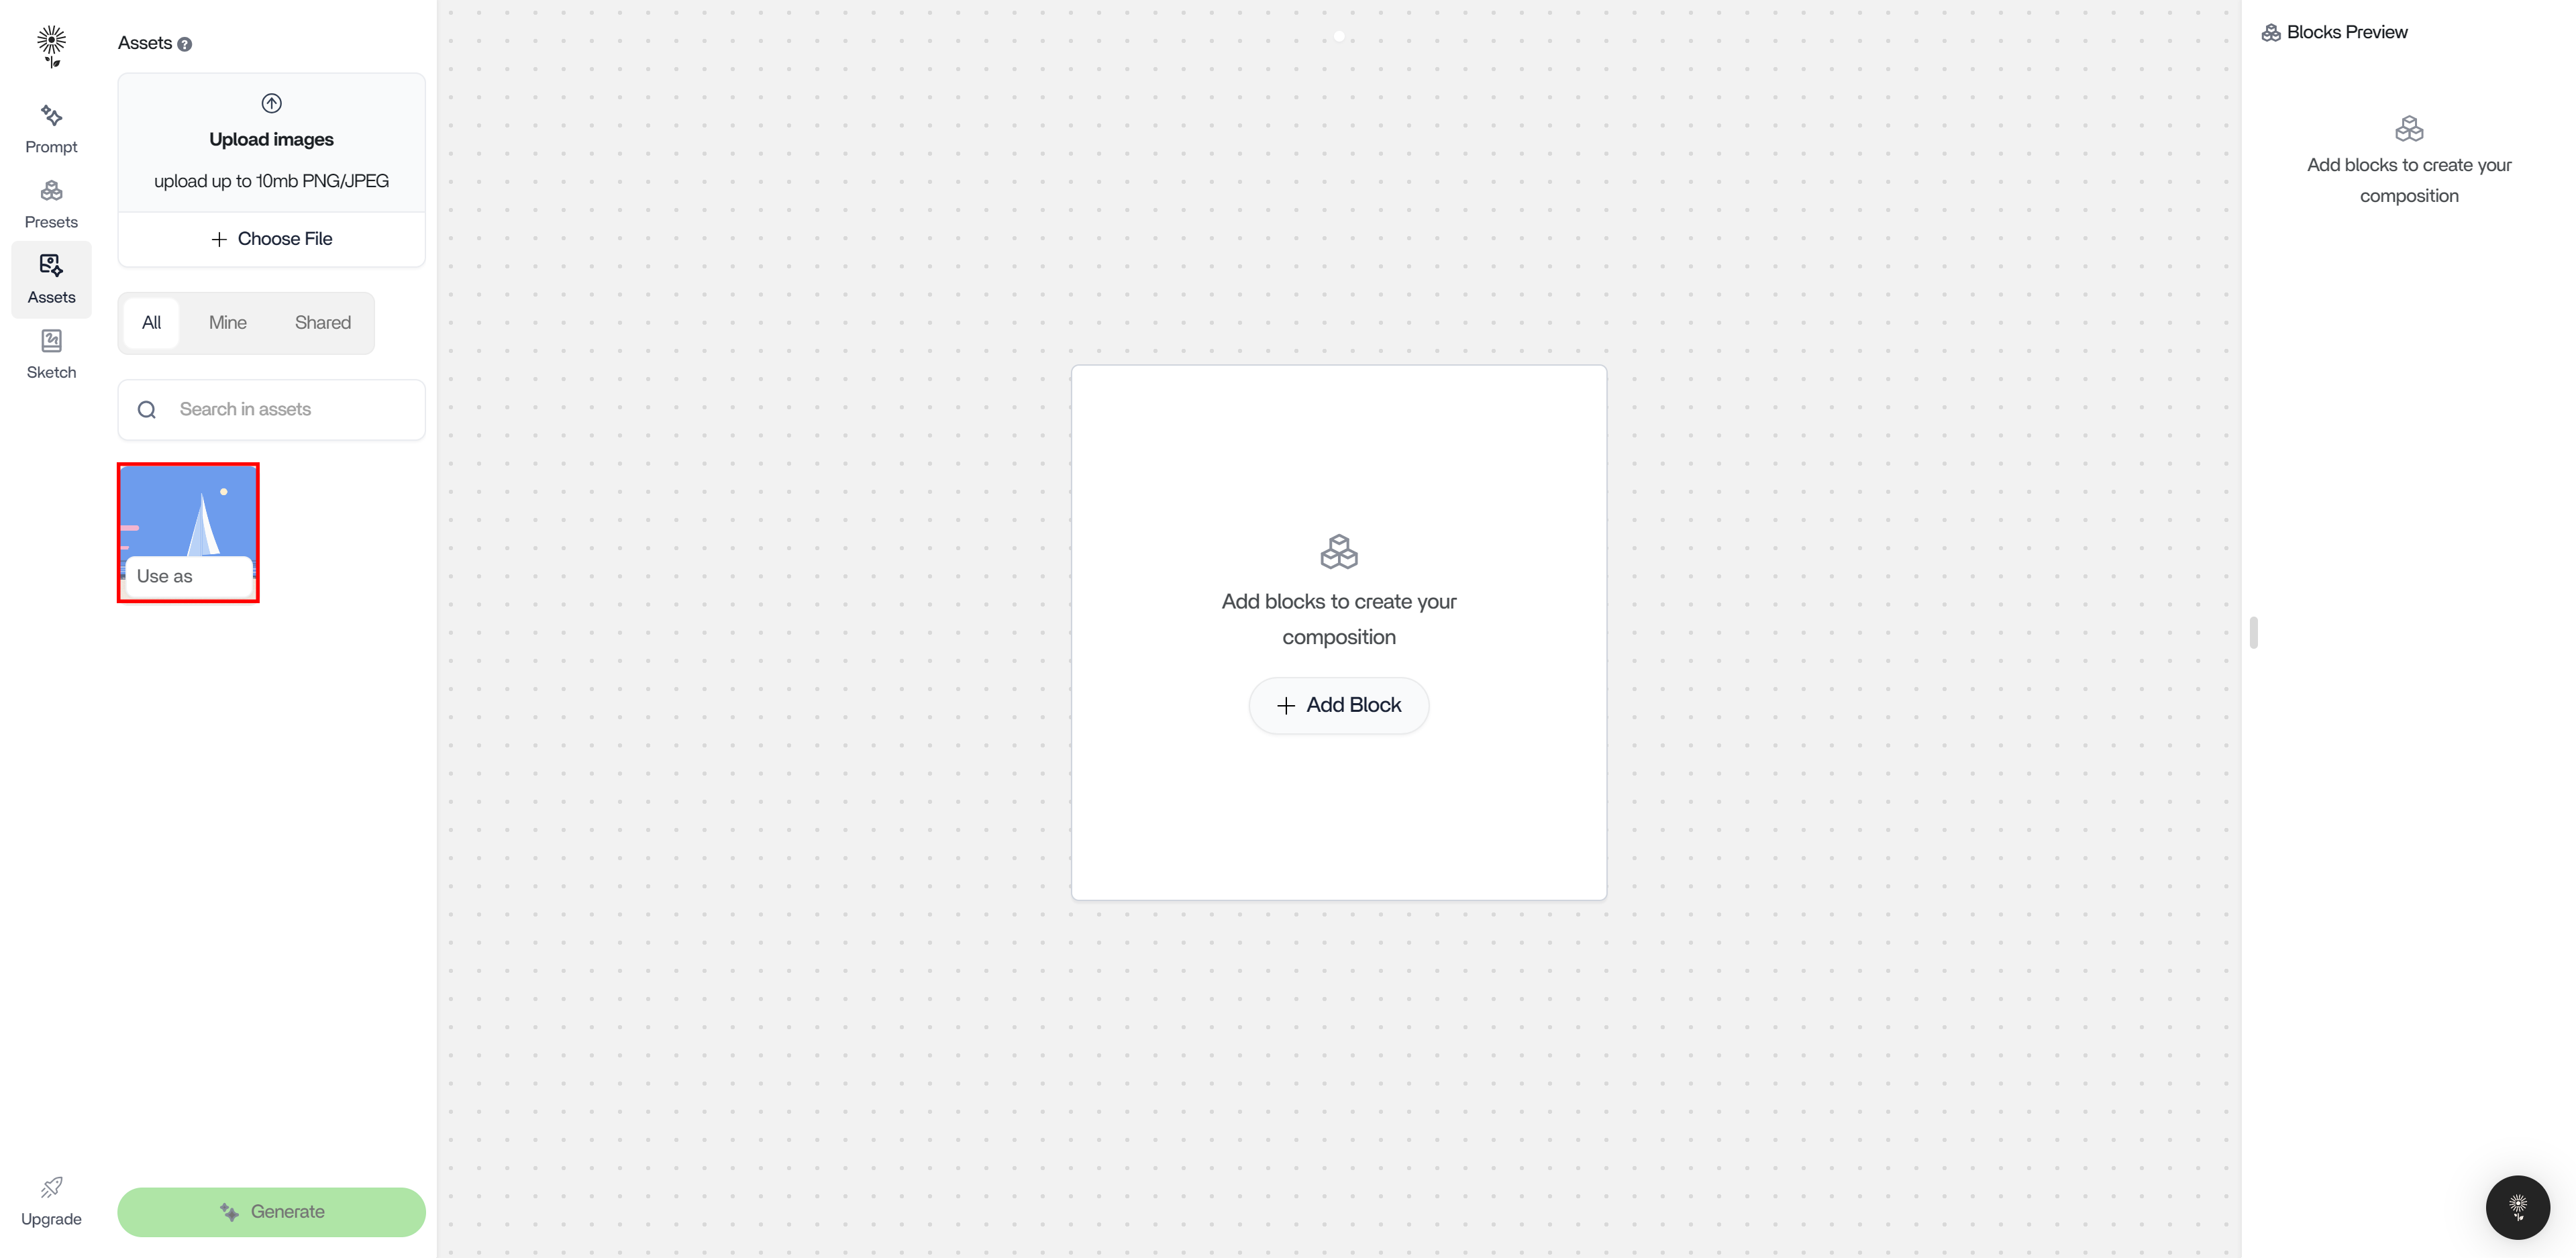 Assets
Upload images
upload up to 10mb PNG/JPEG
Choose File
All
Mine
Shared
Search in assets
Use as
Prompt
Presets
Assets
Sketch
Upgrade
Generate
Add blocks to create your
composition
Add Block
Blocks Preview
Add blocks to create your
composition